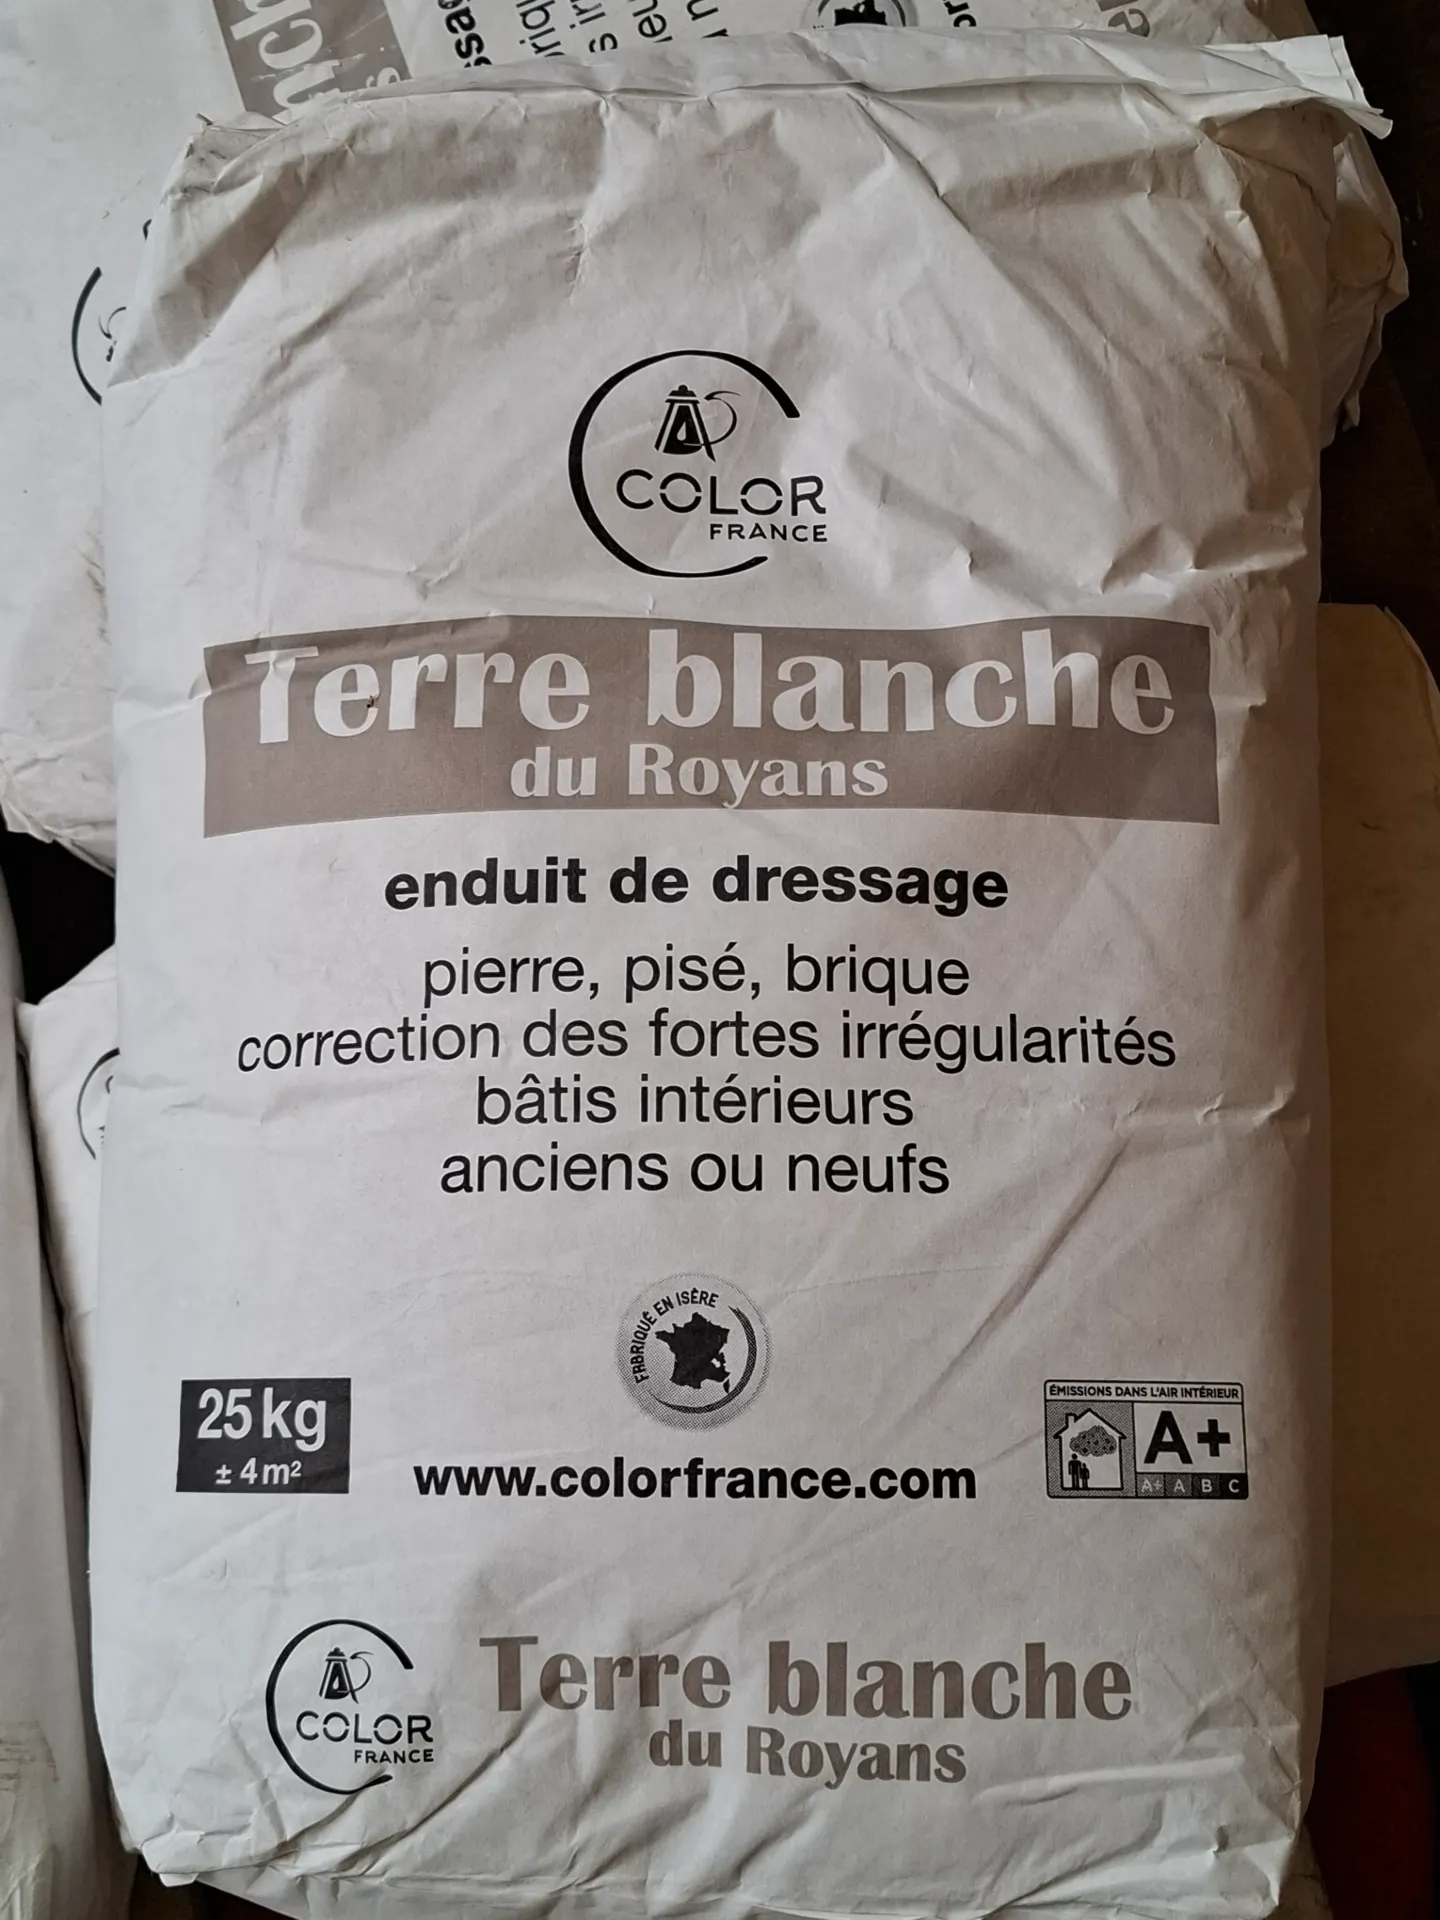 COLOR
FRANCE
Terre blanche
du Royans
enduit de dressage
pierre, pisé, brique
correction des fortes irrégularités
bâtis intérieurs
anciens ou neufs
FABRIQUÉ EN ISÈRE
25 kg
± 4 m²
www.colorfrance.com
ÉMISSIONS DANS L'AIR INTÉRIEUR
A+
A+ A B C
COLOR
FRANCE
Terre blanche
du Royans